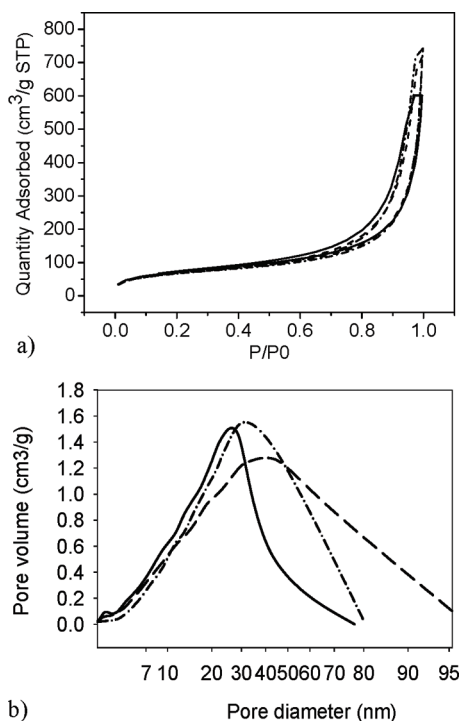 800
700
600
500
400
300
200
100
0
Quantity Adsorbed (cm³/g STP)
0.0 0.2 0.4 0.6 0.8 1.0
P/P0
a)
1.8
1.6
1.4
1.2
1.0
0.8
0.6
0.4
0.2
0.0
Pore volume (cm3/g)
7 10 20 30 40 50 60 70 80 90 95
b)
Pore diameter (nm)